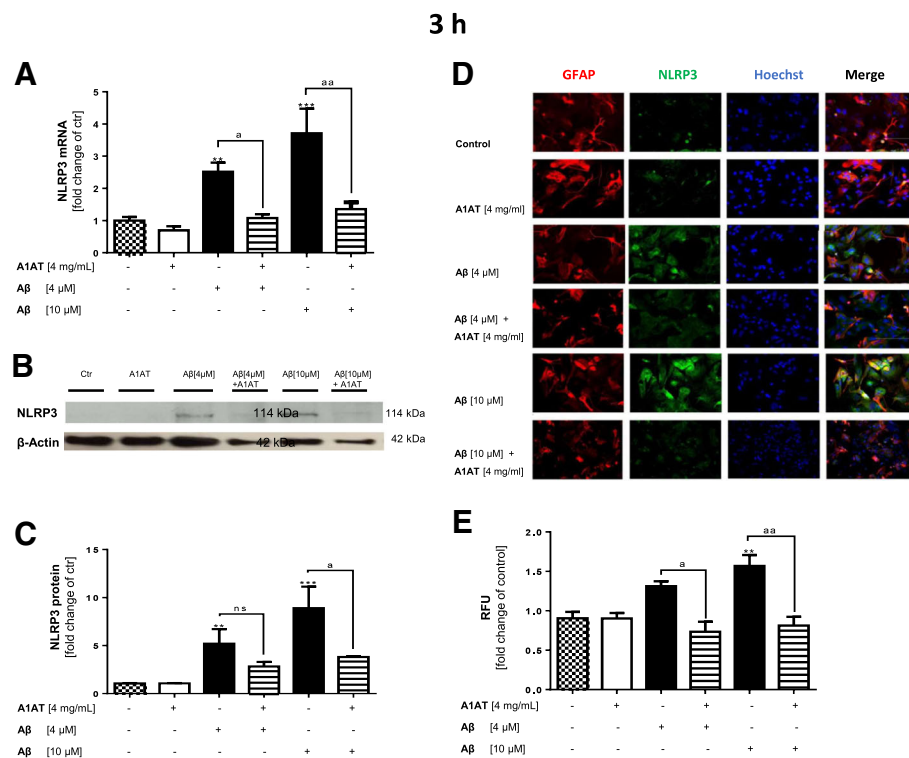 3 h
A
NLRP3 mRNA
[fold change of ctr]
5
4
3
2
1
0
** a *** aa
A1AT [4 mg/mL] - + - + - +
Aβ [4 µM] - - + + - -
Aβ [10 µM] - - - - + +
B
Ctr A1AT Aβ[4µM] Aβ[4µM] +A1AT Aβ[10µM] Aβ[10µM] + A1AT
NLRP3 114 kDa 114 kDa
β-Actin 42 kDa 42 kDa
C
NLRP3 protein
[fold change of ctr]
15
10
5
0
** ns *** a
A1AT [4 mg/mL] - + - + - +
Aβ [4 µM] - - + + - -
Aβ [10 µM] - - - - + +
D
GFAP NLRP3 Hoechst Merge
Control
A1AT [4 mg/ml]
Aβ [4 µM]
Aβ [4 µM] +
A1AT [4 mg/ml]
Aβ [10 µM]
Aβ [10 µM] +
A1AT [4 mg/ml]
E
RFU
[fold change of control]
2.0
1.5
1.0
0.5
0.0
a ** aa
A1AT [4 mg/mL] - + - + - +
Aβ [4 µM] - - + + - -
Aβ [10 µM] - - - - + +